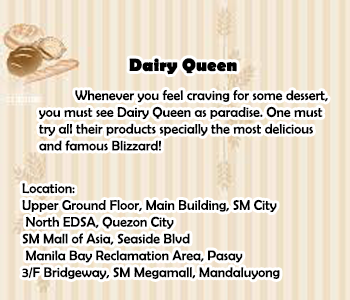 Dairy Queen
Whenever you feel craving for some dessert,
you must see Dairy Queen as paradise. One must
try all their products specially the most delicious
and famous Blizzard!
Location:
Upper Ground Floor, Main Building, SM City
North EDSA, Quezon City
SM Mall of Asia, Seaside Blvd
Manila Bay Reclamation Area, Pasay
3/F Bridgeway, SM Megamall, Mandaluyong